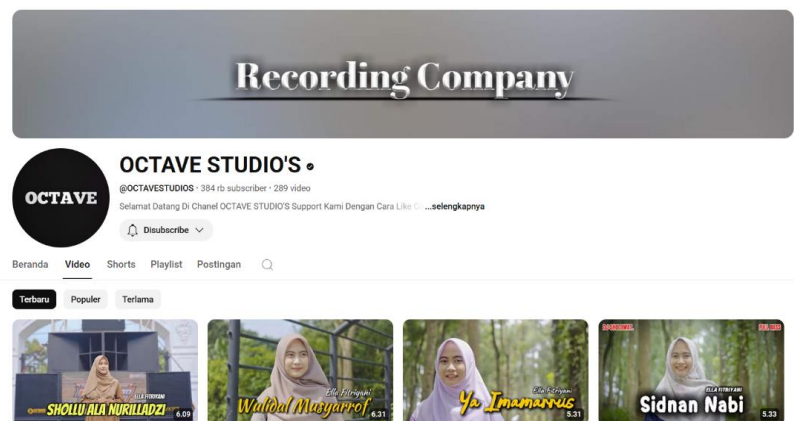 Recording Company
OCTAVE
OCTAVE STUDIO'S
@OCTAVESTUDIOS · 384 rb subscriber · 289 video
Selamat Datang Di Chanel OCTAVE STUDIO'S Support Kami Dengan Cara Like ...selengkapnya
Disubscribe
Beranda Video Shorts Playlist Postingan
Terbaru Populer Terlama
ELLA FITRIYANI
SHOLLU ALA NURILLADZI
6.09
Ella Fitriyani
Walidal Masyarrof
6.31
Ella Fitriyani
Ya Imamarrus
5.31
ELLA FITRIYANI
Sidnan Nabi
5.33